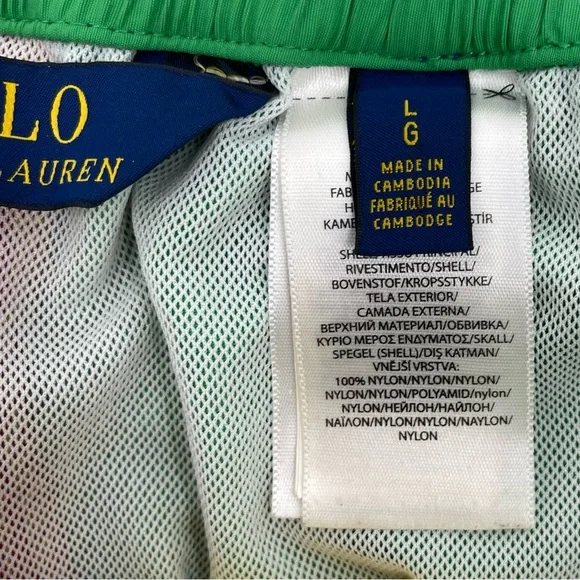 LO
LAUREN
L
G
MADE IN
CAMBODIA
FABRIQUÉ AU
CAMBODGE
RIVESTIMENTO/SHELL/
BOVENSTOF/KROPSSTYKKE/
TELA EXTERIOR/
CAMADA EXTERNA/
ВЕРХНИЙ МАТЕРИАЛ/ОБВИВКА/
ΚΥΡΙΟ ΜΕΡΟΣ ΕΝΔΥΜΑΤΟΣ/SKALL/
SPEGEL (SHELL)/DIŞ KATMAN/
VNĚJŠÍ VRSTVA:
100% NYLON/NYLON/NYLON/
NYLON/NYLON/POLYAMID/nylon/
NYLON/НЕЙЛОН/НАЙЛОН/
ΝΑΪΛΟΝ/NYLON/NYLON/NAYLON/
NYLON